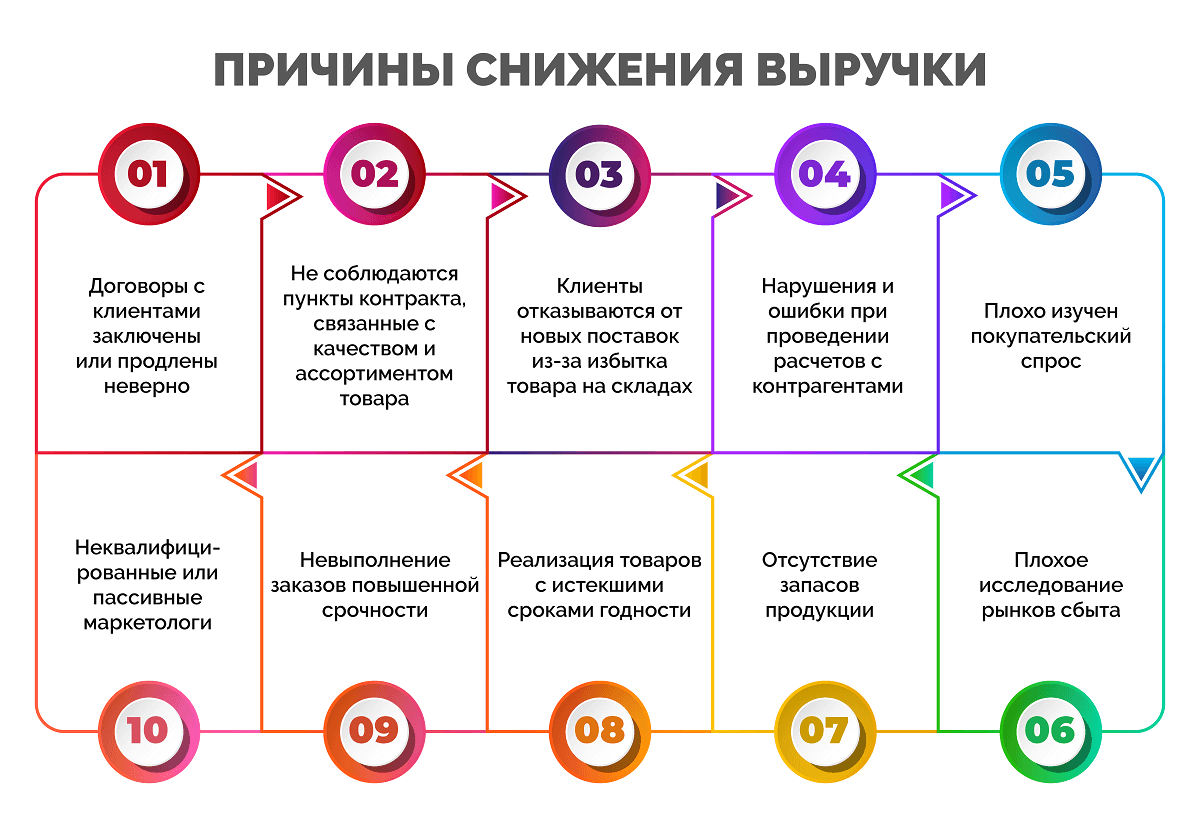 ПРИЧИНЫ СНИЖЕНИЯ ВЫРУЧКИ
01
Договоры с
клиентами
заключены
или продлены
неверно
02
Не соблюдаются
пункты контракта,
связанные с
качеством и
ассортиментом
товара
03
Клиенты
отказываются от
новых поставок
из-за избытка
товара на складах
04
Нарушения и
ошибки при
проведении
расчетов с
контрагентами
05
Плохо изучен
покупательский
спрос
06
Плохое
исследование
рынков сбыта
07
Отсутствие
запасов
продукции
08
Реализация товаров
с истекшими
сроками годности
09
Невыполнение
заказов повышенной
срочности
10
Неквалифици-
рованные или
пассивные
маркетологи